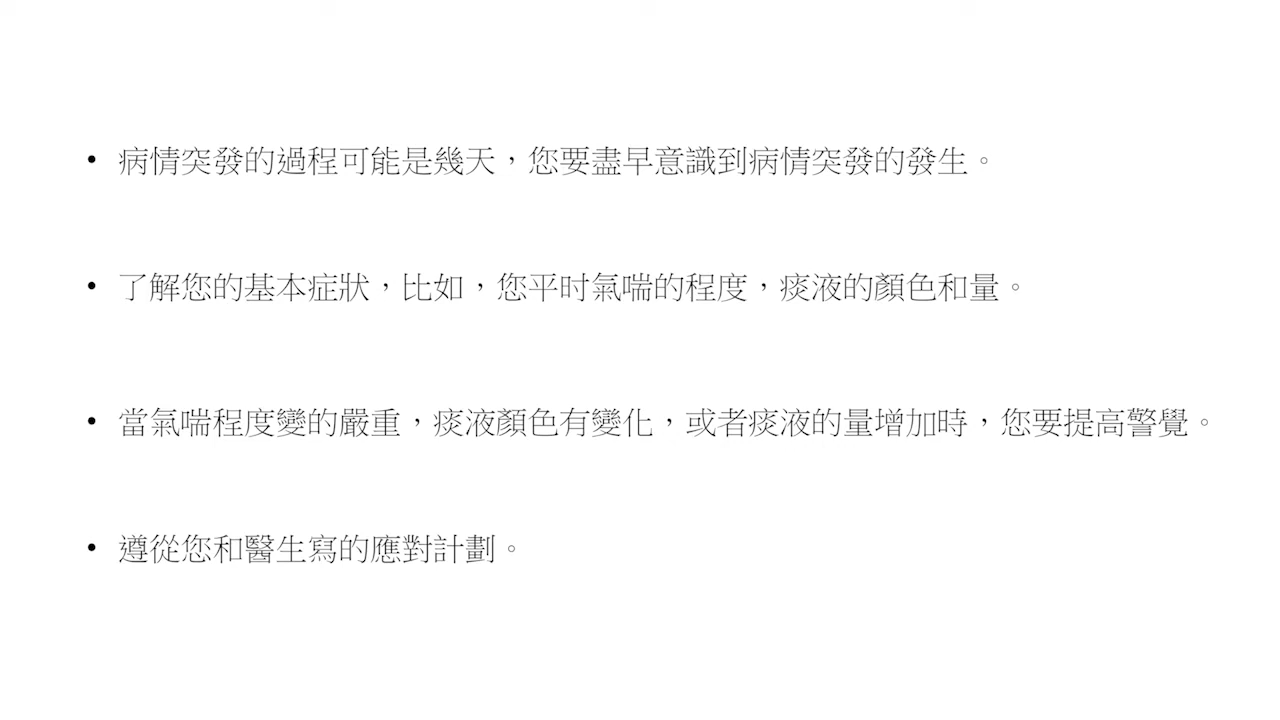 • 病情突發的過程可能是幾天，您要盡早意識到病情突發的發生。
• 了解您的基本症狀，比如，您平时氣喘的程度，痰液的顏色和量。
• 當氣喘程度變的嚴重，痰液顏色有變化，或者痰液的量增加時，您要提高警覺。
• 遵從您和醫生寫的應對計劃。